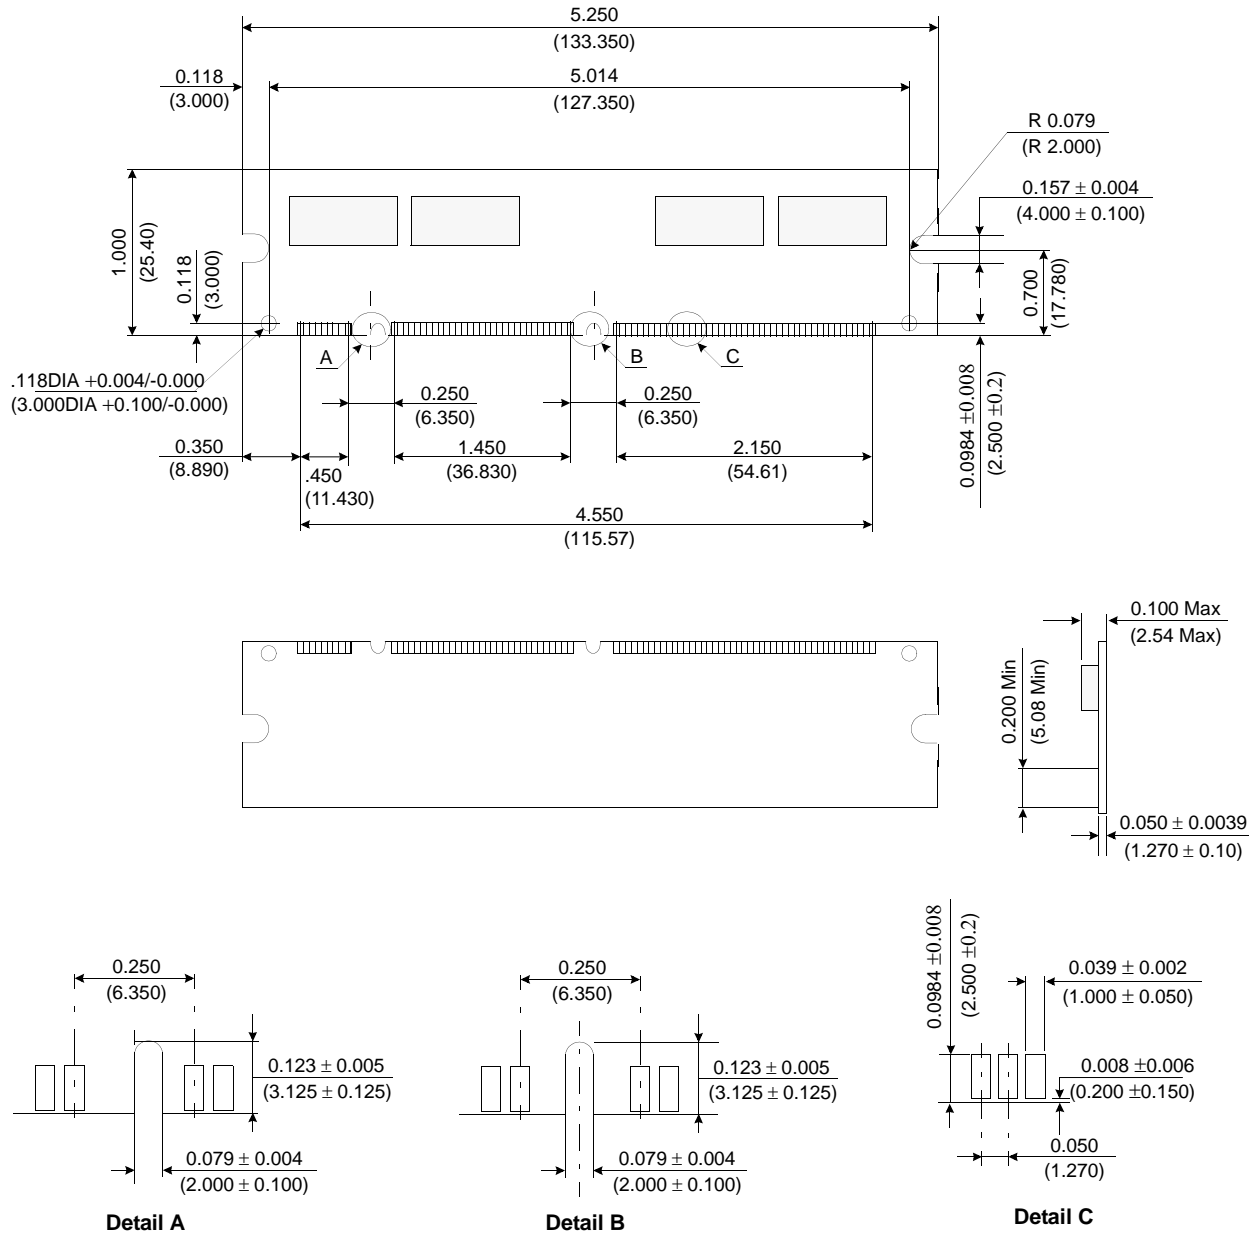 5.250
(133.350)
0.118
(3.000)
5.014
(127.350)
R 0.079
(R 2.000)
0.157 ± 0.004
(4.000 ± 0.100)
1.000
(25.40)
0.118
(3.000)
0.700
(17.780)
A
B
C
.118DIA +0.004/-0.000
(3.000DIA +0.100/-0.000)
0.250
(6.350)
0.250
(6.350)
0.0984 ±0.008
(2.500 ±0.2)
0.350
(8.890)
.450
(11.430)
1.450
(36.830)
2.150
(54.61)
4.550
(115.57)
0.100 Max
(2.54 Max)
0.200 Min
(5.08 Min)
0.050 ± 0.0039
(1.270 ± 0.10)
0.250
(6.350)
0.123 ± 0.005
(3.125 ± 0.125)
0.079 ± 0.004
(2.000 ± 0.100)
Detail A
0.250
(6.350)
0.123 ± 0.005
(3.125 ± 0.125)
0.079 ± 0.004
(2.000 ± 0.100)
Detail B
0.0984 ±0.008
(2.500 ±0.2)
0.039 ± 0.002
(1.000 ± 0.050)
0.008 ±0.006
(0.200 ±0.150)
0.050
(1.270)
Detail C